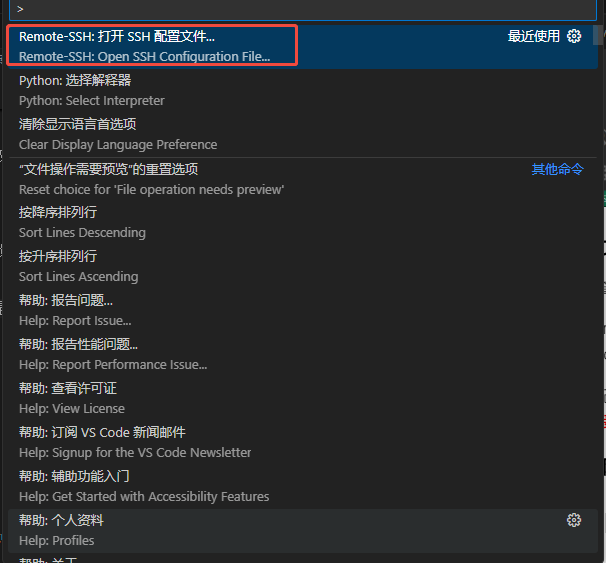 >
Remote-SSH: 打开 SSH 配置文件... 最近使用
Remote-SSH: Open SSH Configuration File...
Python: 选择解释器
Python: Select Interpreter
清除显示语言首选项
Clear Display Language Preference
“文件操作需要预览”的重置选项 其他命令
Reset choice for 'File operation needs preview'
按降序排列行
Sort Lines Descending
按升序排列行
Sort Lines Ascending
帮助: 报告问题...
Help: Report Issue...
帮助: 报告性能问题...
Help: Report Performance Issue...
帮助: 查看许可证
Help: View License
帮助: 订阅 VS Code 新闻邮件
Help: Signup for the VS Code Newsletter
帮助: 辅助功能入门
Help: Get Started with Accessibility Features
帮助: 个人资料
Help: Profiles
帮助: 关于